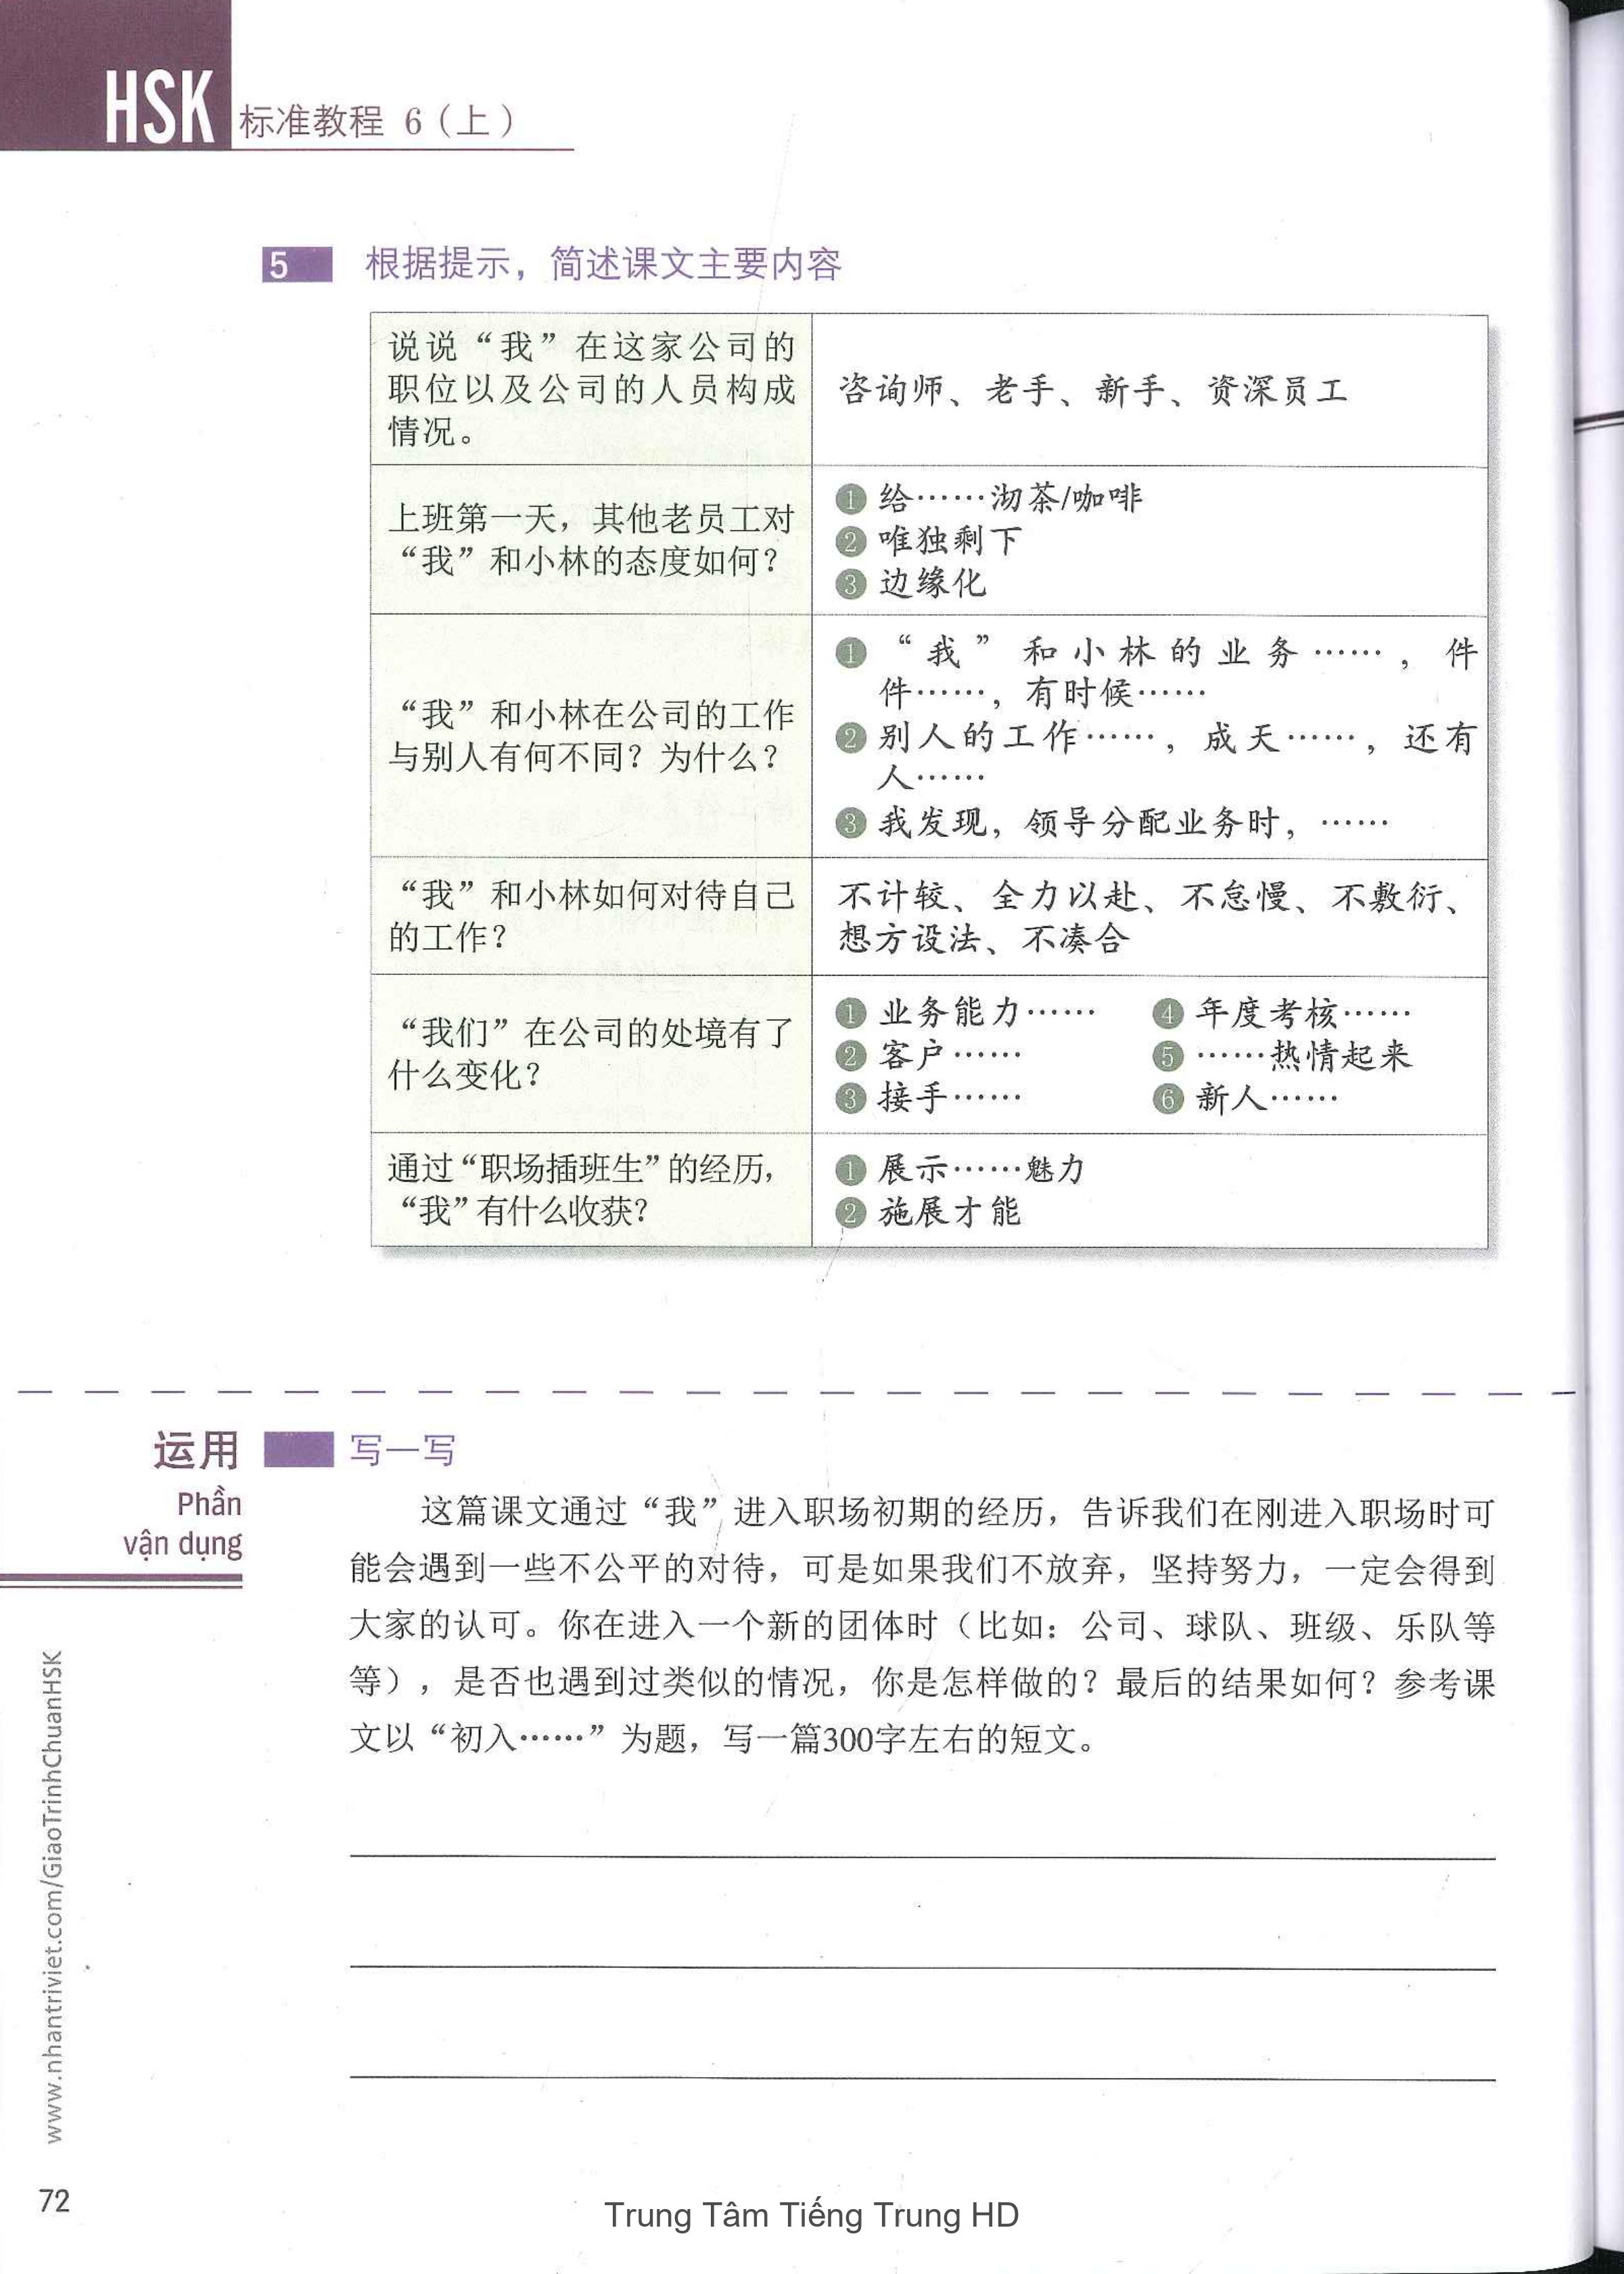 HSK 标准教程 6（上）
5 根据提示，简述课文主要内容
说说“我”在这家公司的
职位以及公司的人员构成
情况。
咨询师、老手、新手、资深员工
上班第一天，其他老员工对
“我”和小林的态度如何？
① 给……沏茶/咖啡
② 唯独剩下
③ 边缘化
“我”和小林在公司的工作
与别人有何不同？为什么？
① “我”和小林的业务……，件
件……，有时候……
② 别人的工作……，成天……，还有
人……
③ 我发现，领导分配业务时，……
“我”和小林如何对待自己
的工作？
不计较、全力以赴、不怠慢、不敷衍、
想方设法、不凑合
“我们”在公司的处境有了
什么变化？
① 业务能力……
② 客户……
③ 接手……
④ 年度考核……
⑤ ……热情起来
⑥ 新人……
通过“职场插班生”的经历，
“我”有什么收获？
① 展示……魅力
② 施展才能
运用
Phần
vận dụng
写一写
这篇课文通过“我”进入职场初期的经历，告诉我们在刚进入职场时可
能会遇到一些不公平的对待，可是如果我们不放弃，坚持努力，一定会得到
大家的认可。你在进入一个新的团体时（比如：公司、球队、班级、乐队等
等），是否也遇到过类似的情况，你是怎样做的？最后的结果如何？参考课
文以“初入……”为题，写一篇300字左右的短文。
www.nhantriviet.com/GiaoTrinhChuanHSK
72
Trung Tâm Tiếng Trung HD